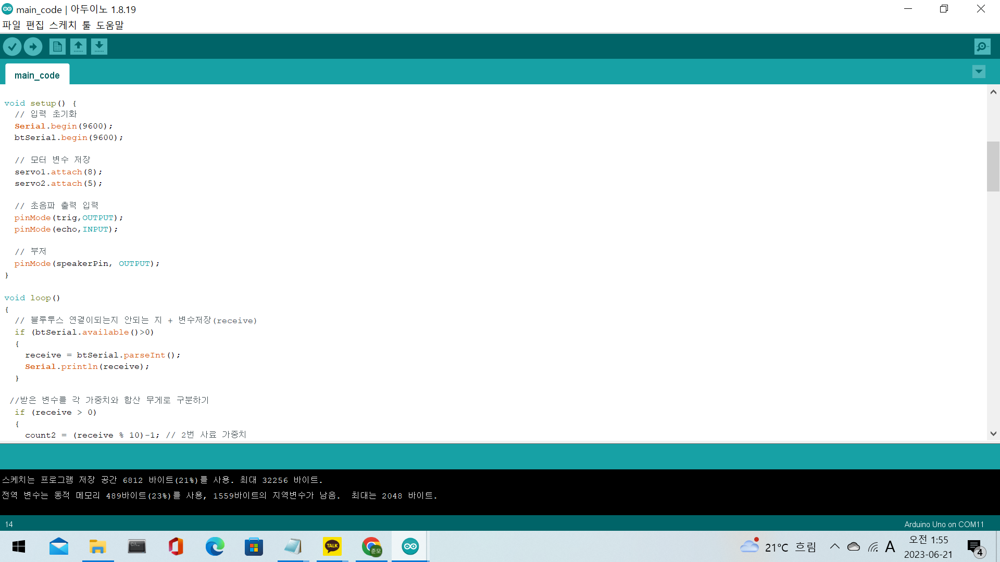 main_code | 아두이노 1.8.19
파일 편집 스케치 툴 도움말
main_code
void setup() {
// 입력 초기화
Serial.begin(9600);
btSerial.begin(9600);
// 모터 변수 저장
servo1.attach(8);
servo2.attach(5);
// 초음파 출력 입력
pinMode(trig,OUTPUT);
pinMode(echo,INPUT);
// 부저
pinMode(speakerPin, OUTPUT);
}
void loop()
{
// 블루투스 연결이되는지 안되는 지 + 변수저장(receive)
if (btSerial.available()>0)
{
receive = btSerial.parseInt();
Serial.println(receive);
}
//받은 변수를 각 가중치와 합산 무게로 구분하기
if (receive > 0)
{
count2 = (receive % 10)-1; // 2번 사료 가중치
스케치는 프로그램 저장 공간 6812 바이트(21%)를 사용. 최대 32256 바이트.
전역 변수는 동적 메모리 489바이트(23%)를 사용, 1559바이트의 지역변수가 남음.  최대는 2048 바이트.
14
Arduino Uno on COM11
C:\_
TALK
준모
21°C 흐림
A
오전 1:55
2023-06-21
4